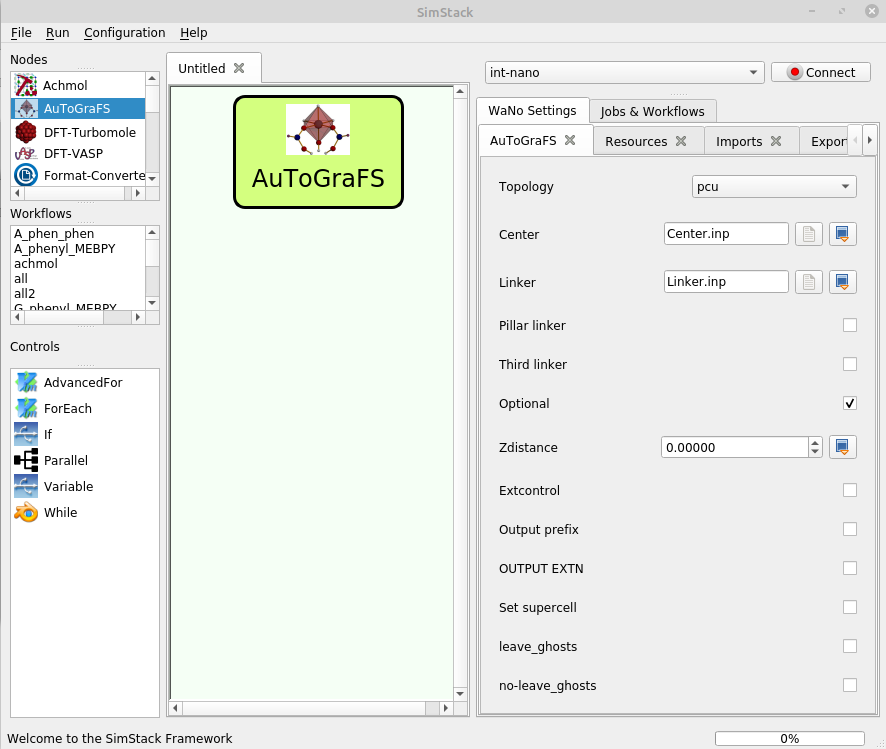 SimStack
File Run Configuration Help
Nodes
Achmol
AuToGraFS
DFT-Turbomole
DFT-VASP
Format-Converte
Workflows
A_phen_phen
A_phenyl_MEBPY
achmol
all
all2
G_phenyl_MEBPY
Controls
AdvancedFor
ForEach
If
Parallel
Variable
While
Untitled
AuToGraFS
int-nano
Connect
WaNo Settings
Jobs & Workflows
AuToGraFS
Resources
Imports
Expor
Topology
pcu
Center
Center.inp
Linker
Linker.inp
Pillar linker
Third linker
Optional
Zdistance
0.00000
Extcontrol
Output prefix
OUTPUT EXTN
Set supercell
leave_ghosts
no-leave_ghosts
Welcome to the SimStack Framework
0%